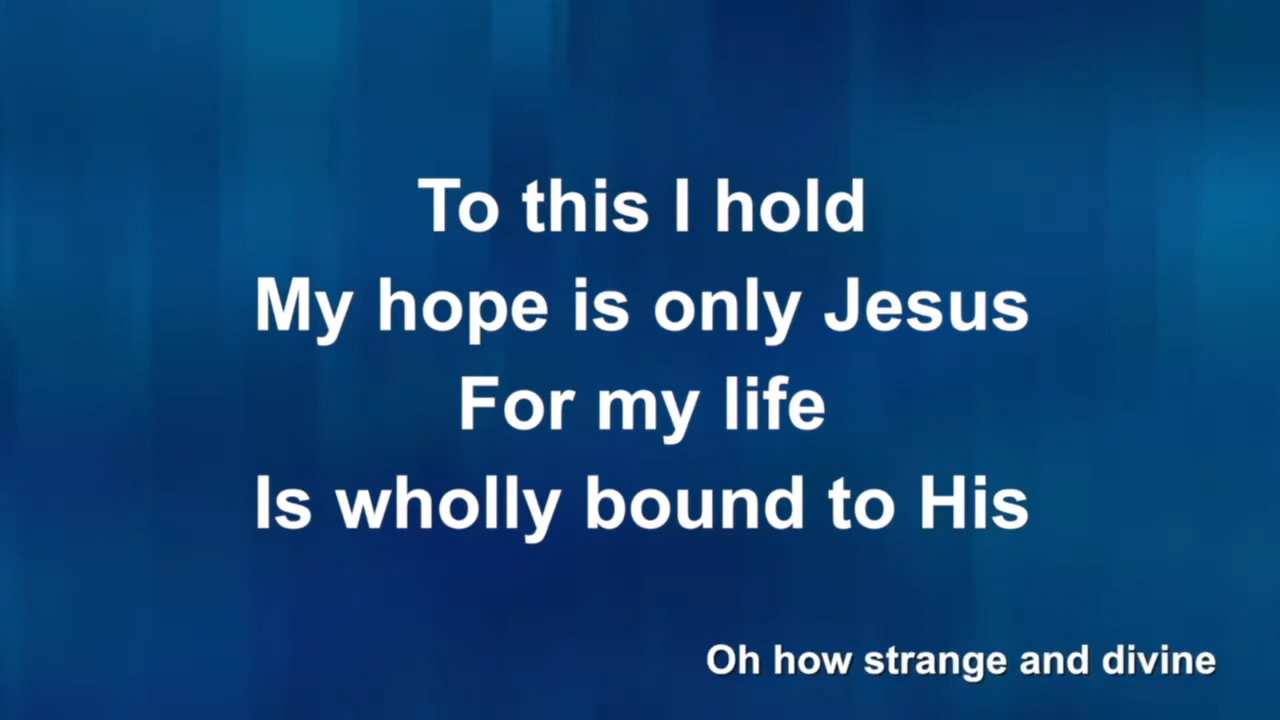 To this I hold
My hope is only Jesus
For my life
Is wholly bound to His
Oh how strange and divine